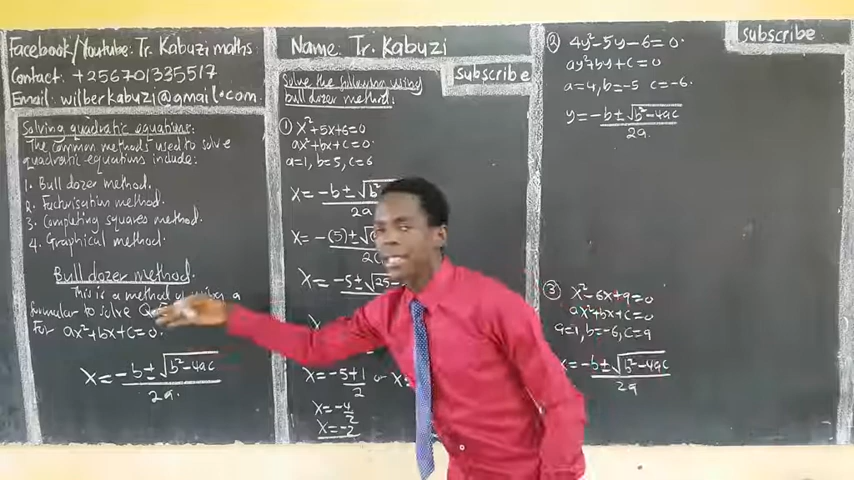 Facebook/Youtube: Tr. Kabuzi maths.
Contact: +256701335517
Email: wilberkabuzi@gmail.com
Solving quadratic equations:
The common methods used to solve
quadratic equations include:
1. Bull dozer method.
2. Factorisation method.
3. Completing squares method.
4. Graphical method.
Bull dozer method.
This is a method of using a
formular to solve
For ax²+bx+c=0.
x = -b±√b²-4ac
2a.
Name: Tr. Kabuzi
subscribe
Solve the following using
bull dozer method:
① x²+5x+6=0
ax²+bx+c=0.
a=1, b=5, c=6
x = -b±√b²
2a
x = -(5)±√
x = -5±√25-
x = -5+1 or x
2
x = -4
2
x = -2
② 4y²-5y-6=0.
ay²+by+c=0
a=4, b=-5 c=-6.
y = -b±√b²-4ac
2a.
subscribe
③ x²-6x+9=0
ax²+bx+c=0
a=1, b=-6, c=9
x = -b±√b²-4ac
2a